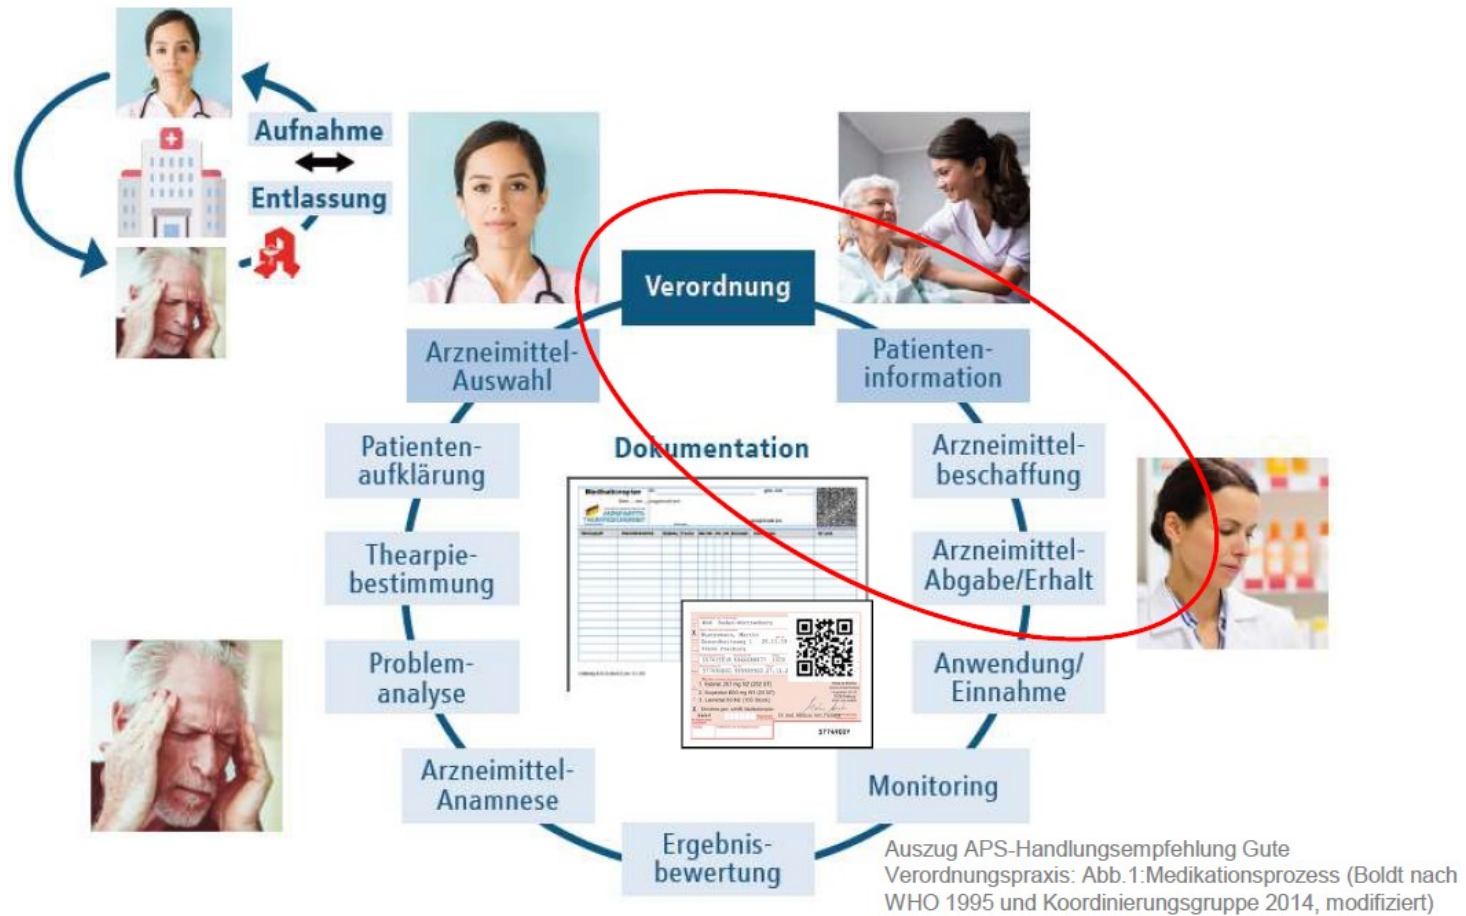 Aufnahme
Entlassung
Verordnung
Patienten-
information
Arzneimittel-
beschaffung
Arzneimittel-
Abgabe/Erhalt
Anwendung/
Einnahme
Monitoring
Ergebnis-
bewertung
Arzneimittel-
Anamnese
Problem-
analyse
Thearpie-
bestimmung
Patienten-
aufklärung
Arzneimittel-
Auswahl
Dokumentation
Medikationsplan
57769009
Auszug APS-Handlungsempfehlung Gute
Verordnungspraxis: Abb.1:Medikationsprozess (Boldt nach
WHO 1995 und Koordinierungsgruppe 2014, modifiziert)